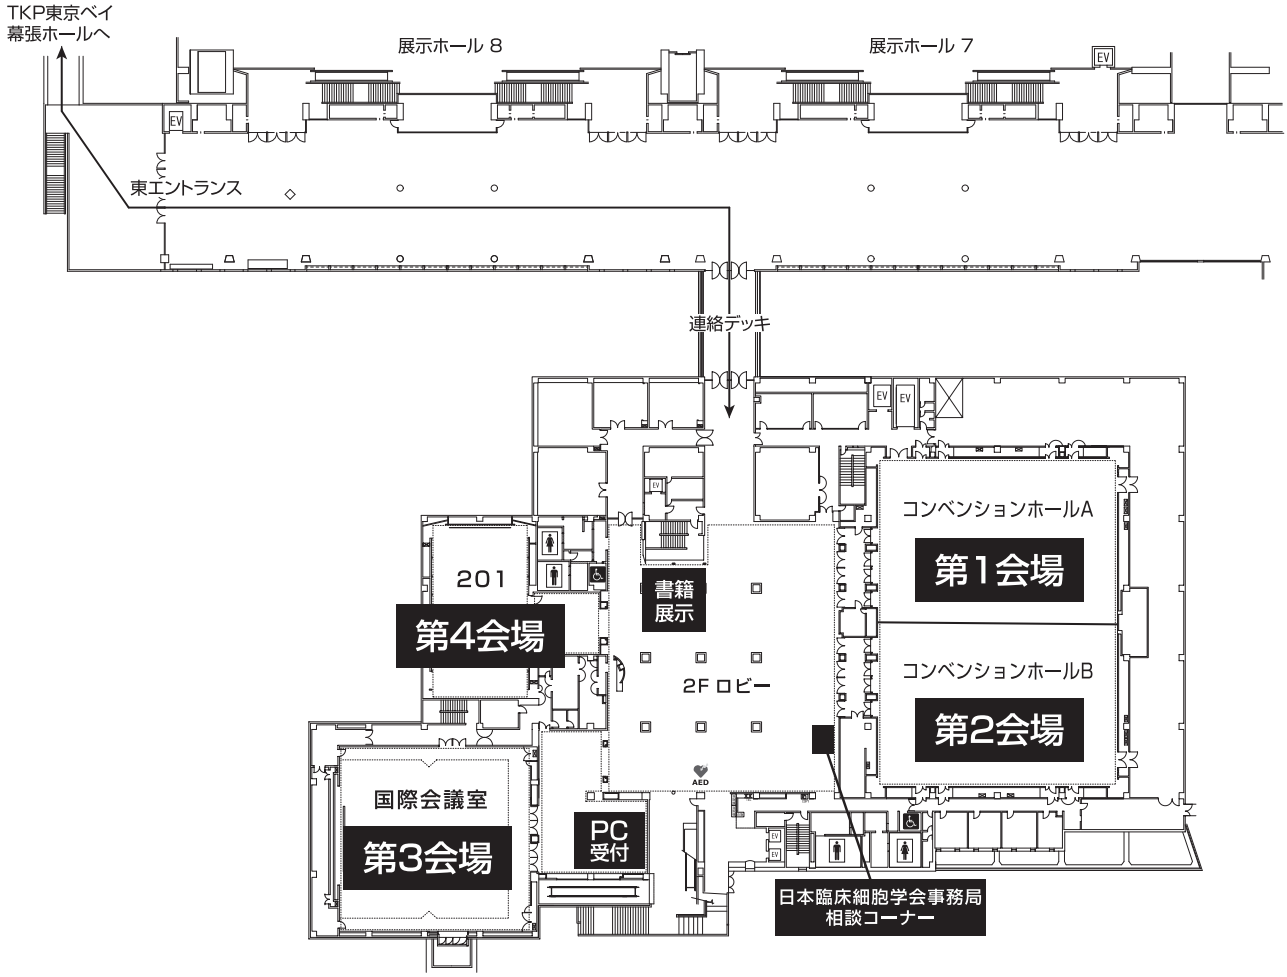 TKP東京ベイ
幕張ホールへ
展示ホール 8
展示ホール 7
EV
EV
東エントランス
連絡デッキ
EV
EV
EV
コンベンションホールA
第1会場
201
書籍
展示
第4会場
コンベンションホールB
2F ロビー
第2会場
AED
国際会議室
PC
受付
第3会場
EV
EV
日本臨床細胞学会事務局
相談コーナー